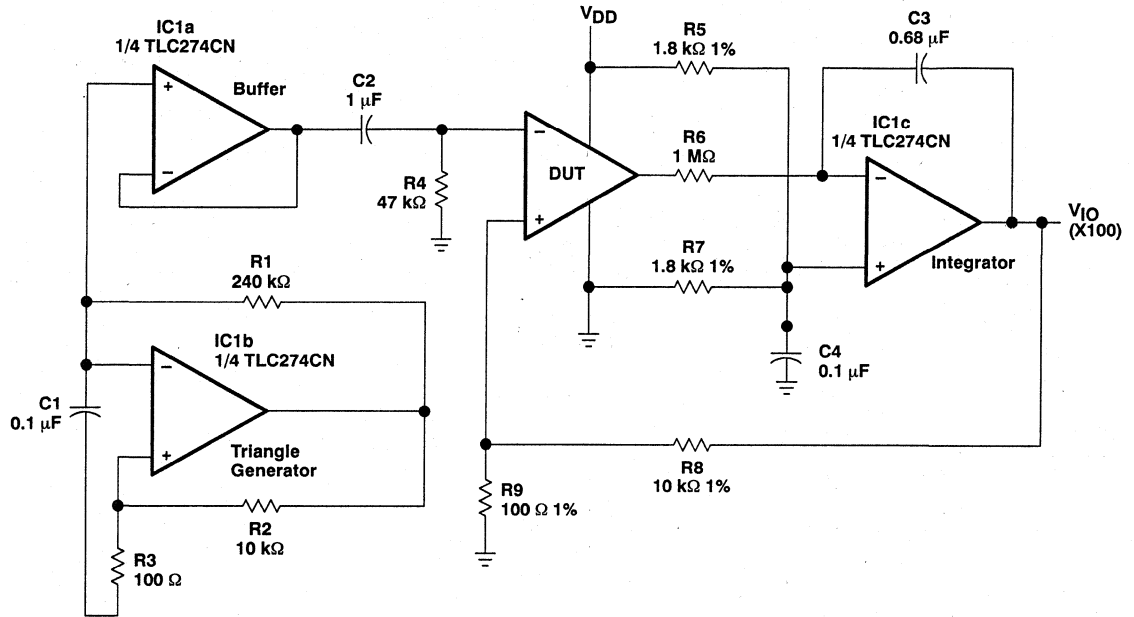 IC1a
1/4 TLC274CN
Buffer
+
−
C2
1 µF
R4
47 kΩ
VDD
R5
1.8 kΩ 1%
C3
0.68 µF
R6
1 MΩ
IC1c
1/4 TLC274CN
−
DUT
+
−
+
Integrator
VIO
(X100)
R7
1.8 kΩ 1%
C4
0.1 µF
R1
240 kΩ
IC1b
1/4 TLC274CN
−
+
Triangle
Generator
C1
0.1 µF
R2
10 kΩ
R3
100 Ω
R8
10 kΩ 1%
R9
100 Ω 1%